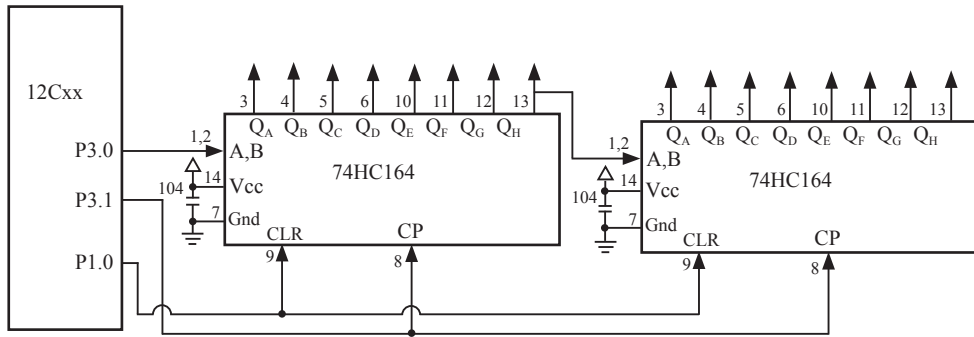 12Cxx
P3.0
P3.1
P1.0
3 4 5 6 10 11 12 13
QA QB QC QD QE QF QG QH
1,2 A,B
74HC164
14 Vcc
104
7 Gnd
CLR CP
9 8
3 4 5 6 10 11 12 13
QA QB QC QD QE QF QG QH
1,2 A,B
74HC164
14 Vcc
104
7 Gnd
CLR CP
9 8